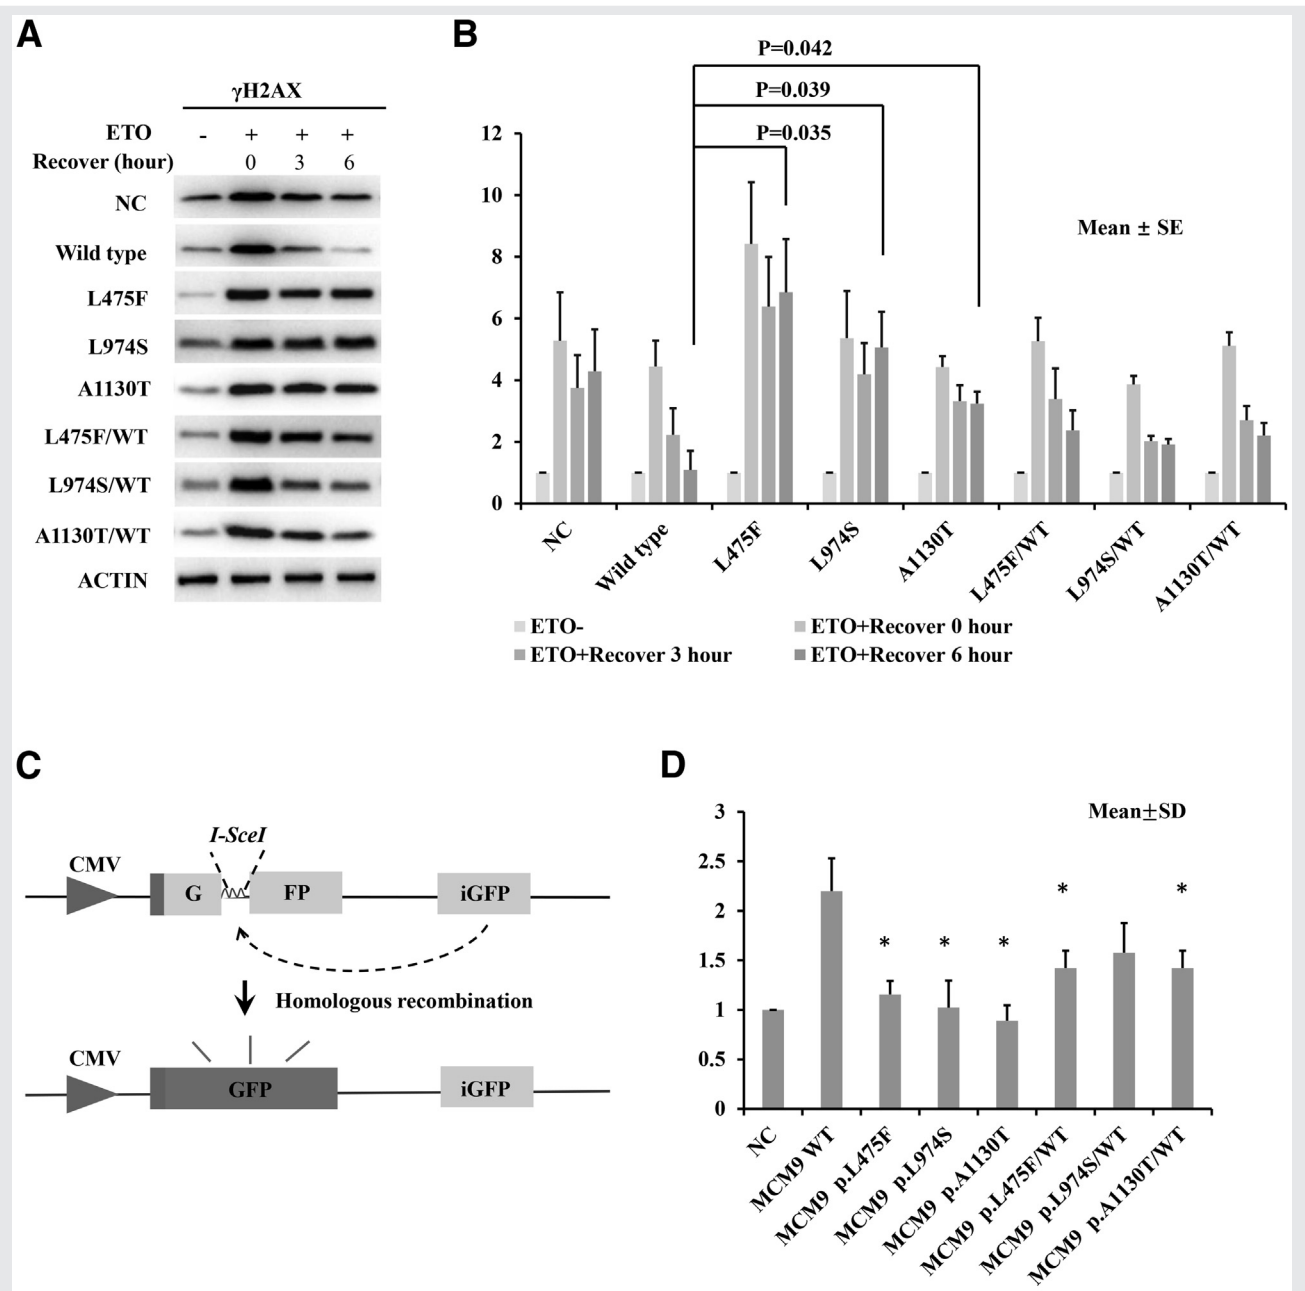 A
γH2AX
ETO - + + +
Recover (hour) 0 3 6
NC
Wild type
L475F
L974S
A1130T
L475F/WT
L974S/WT
A1130T/WT
ACTIN
B
P=0.042
P=0.039
P=0.035
Mean ± SE
12
10
8
6
4
2
0
NC
Wild type
L475F
L974S
A1130T
L475F/WT
L974S/WT
A1130T/WT
ETO-
ETO+Recover 0 hour
ETO+Recover 3 hour
ETO+Recover 6 hour
C
I-SceI
CMV
G
FP
iGFP
Homologous recombination
CMV
GFP
iGFP
D
Mean±SD
3
2.5
2
1.5
1
0.5
0
* * * * *
NC
MCM9 WT
MCM9 p.L475F
MCM9 p.L974S
MCM9 p.A1130T
MCM9 p.L475F/WT
MCM9 p.L974S/WT
MCM9 p.A1130T/WT